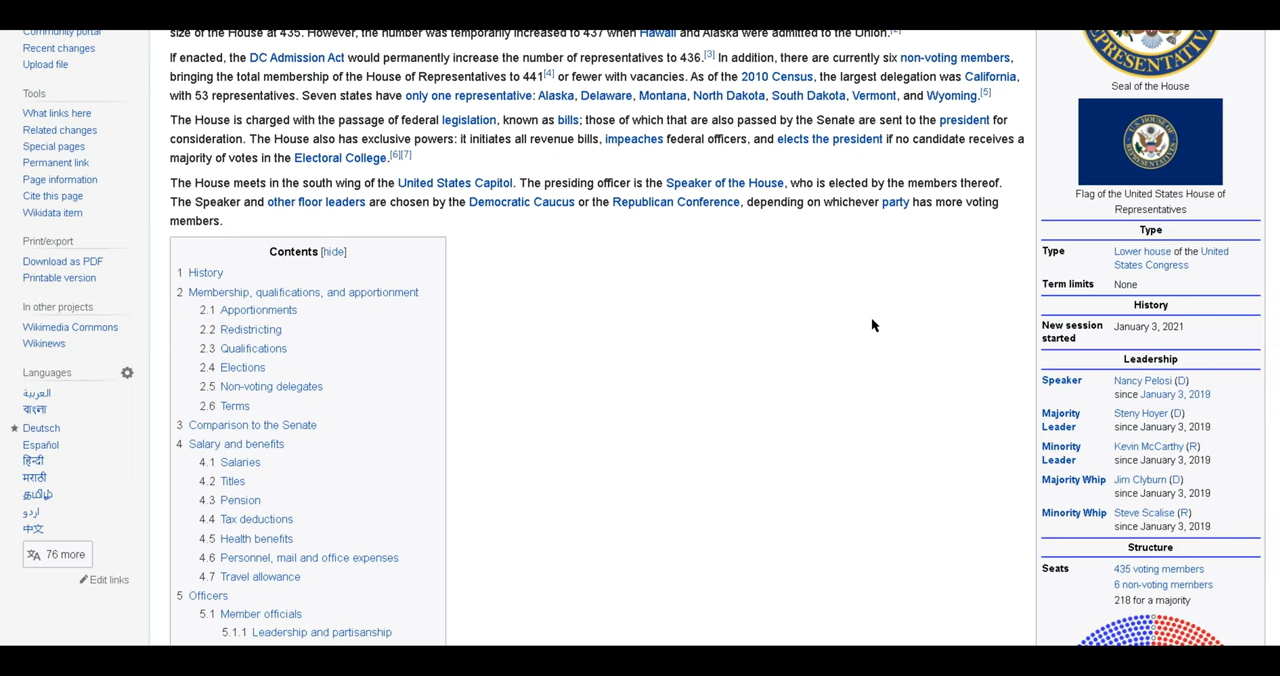 Community portal
Recent changes
Upload file
Tools
What links here
Related changes
Special pages
Permanent link
Page information
Cite this page
Wikidata item
Print/export
Download as PDF
Printable version
In other projects
Wikimedia Commons
Wikinews
Languages
العربية
বাংলা
Deutsch
Español
हिन्दी
मराठी
தமிழ்
اردو
中文
76 more
Edit links
size of the House at 435. However, the number was temporarily increased to 437 when Hawaii and Alaska were admitted to the Union.[2]
If enacted, the DC Admission Act would permanently increase the number of representatives to 436.[3] In addition, there are currently six non-voting members,
bringing the total membership of the House of Representatives to 441[4] or fewer with vacancies. As of the 2010 Census, the largest delegation was California,
with 53 representatives. Seven states have only one representative: Alaska, Delaware, Montana, North Dakota, South Dakota, Vermont, and Wyoming.[5]
The House is charged with the passage of federal legislation, known as bills; those of which that are also passed by the Senate are sent to the president for
consideration. The House also has exclusive powers: it initiates all revenue bills, impeaches federal officers, and elects the president if no candidate receives a
majority of votes in the Electoral College.[6][7]
The House meets in the south wing of the United States Capitol. The presiding officer is the Speaker of the House, who is elected by the members thereof.
The Speaker and other floor leaders are chosen by the Democratic Caucus or the Republican Conference, depending on whichever party has more voting
members.
Contents [hide]
1 History
2 Membership, qualifications, and apportionment
2.1 Apportionments
2.2 Redistricting
2.3 Qualifications
2.4 Elections
2.5 Non-voting delegates
2.6 Terms
3 Comparison to the Senate
4 Salary and benefits
4.1 Salaries
4.2 Titles
4.3 Pension
4.4 Tax deductions
4.5 Health benefits
4.6 Personnel, mail and office expenses
4.7 Travel allowance
5 Officers
5.1 Member officials
5.1.1 Leadership and partisanship
REPRESENTATIVES
Seal of the House
Flag of the United States House of
Representatives
Type
Type Lower house of the United
States Congress
Term limits None
History
New session January 3, 2021
started
Leadership
Speaker Nancy Pelosi (D)
since January 3, 2019
Majority Steny Hoyer (D)
Leader since January 3, 2019
Minority Kevin McCarthy (R)
Leader since January 3, 2019
Majority Whip Jim Clyburn (D)
since January 3, 2019
Minority Whip Steve Scalise (R)
since January 3, 2019
Structure
Seats 435 voting members
6 non-voting members
218 for a majority